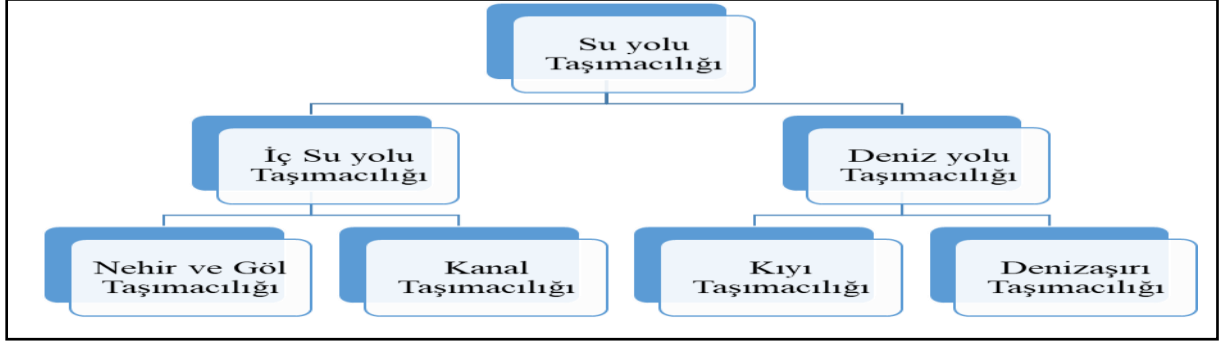 Su yolu
Taşımacılığı
İç Su yolu
Taşımacılığı
Deniz yolu
Taşımacılığı
Nehir ve Göl
Taşımacılığı
Kanal
Taşımacılığı
Kıyı
Taşımacılığı
Denizaşırı
Taşımacılığı